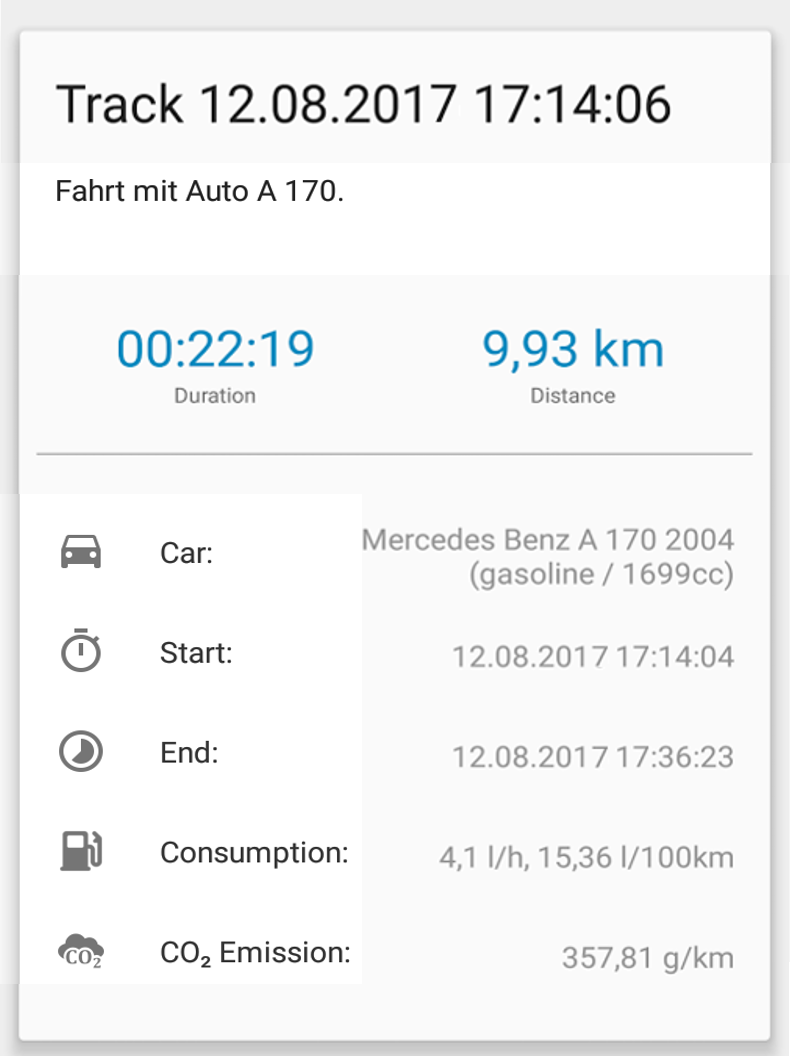 Track 12.08.2017 17:14:06
Fahrt mit Auto A 170.
00:22:19 9,93 km
Duration Distance
Car: Mercedes Benz A 170 2004
(gasoline / 1699cc)
Start: 12.08.2017 17:14:04
End: 12.08.2017 17:36:23
Consumption: 4,1 l/h, 15,36 l/100km
CO₂ CO₂ Emission: 357,81 g/km